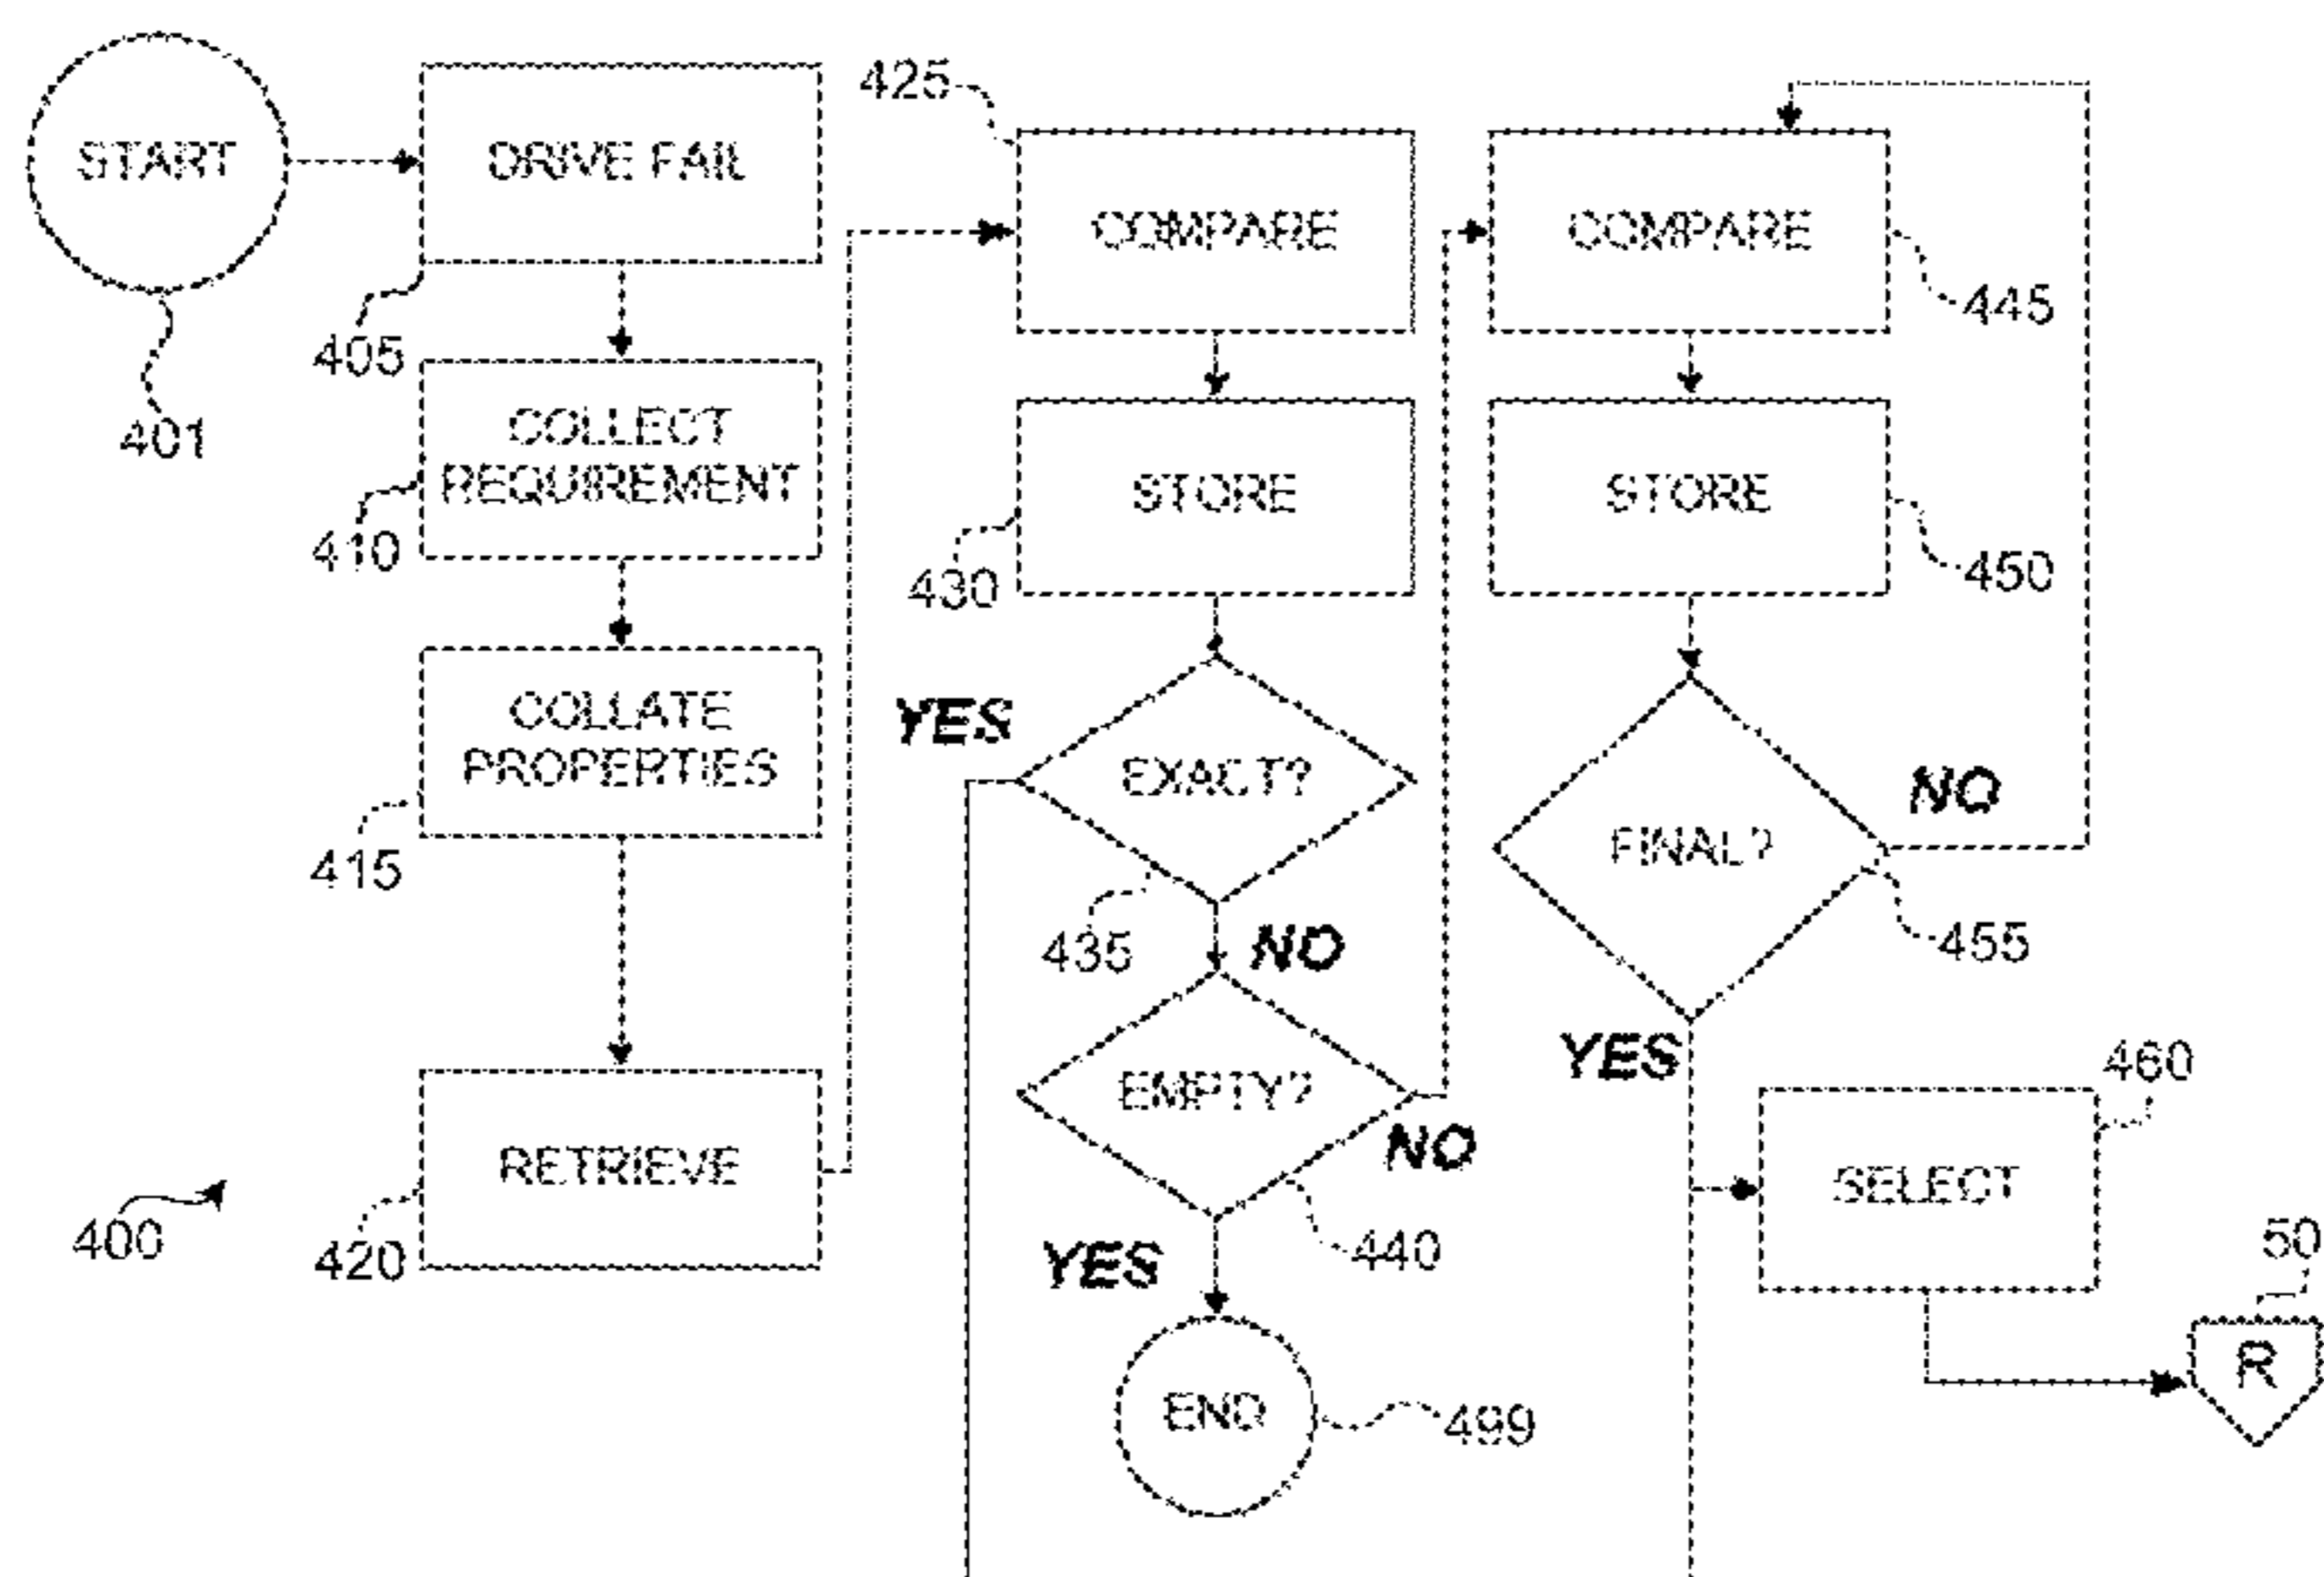 START
401
DRIVE FAIL
405
COLLECT
REQUIREMENT
410
COLLATE
PROPERTIES
415
RETRIEVE
420
400
425
COMPARE
STORE
430
YES
EXACT?
435
NO
EMPTY?
NO
440
YES
END
499
COMPARE
445
STORE
450
FINAL?
NO
455
YES
460
SELECT
50
R